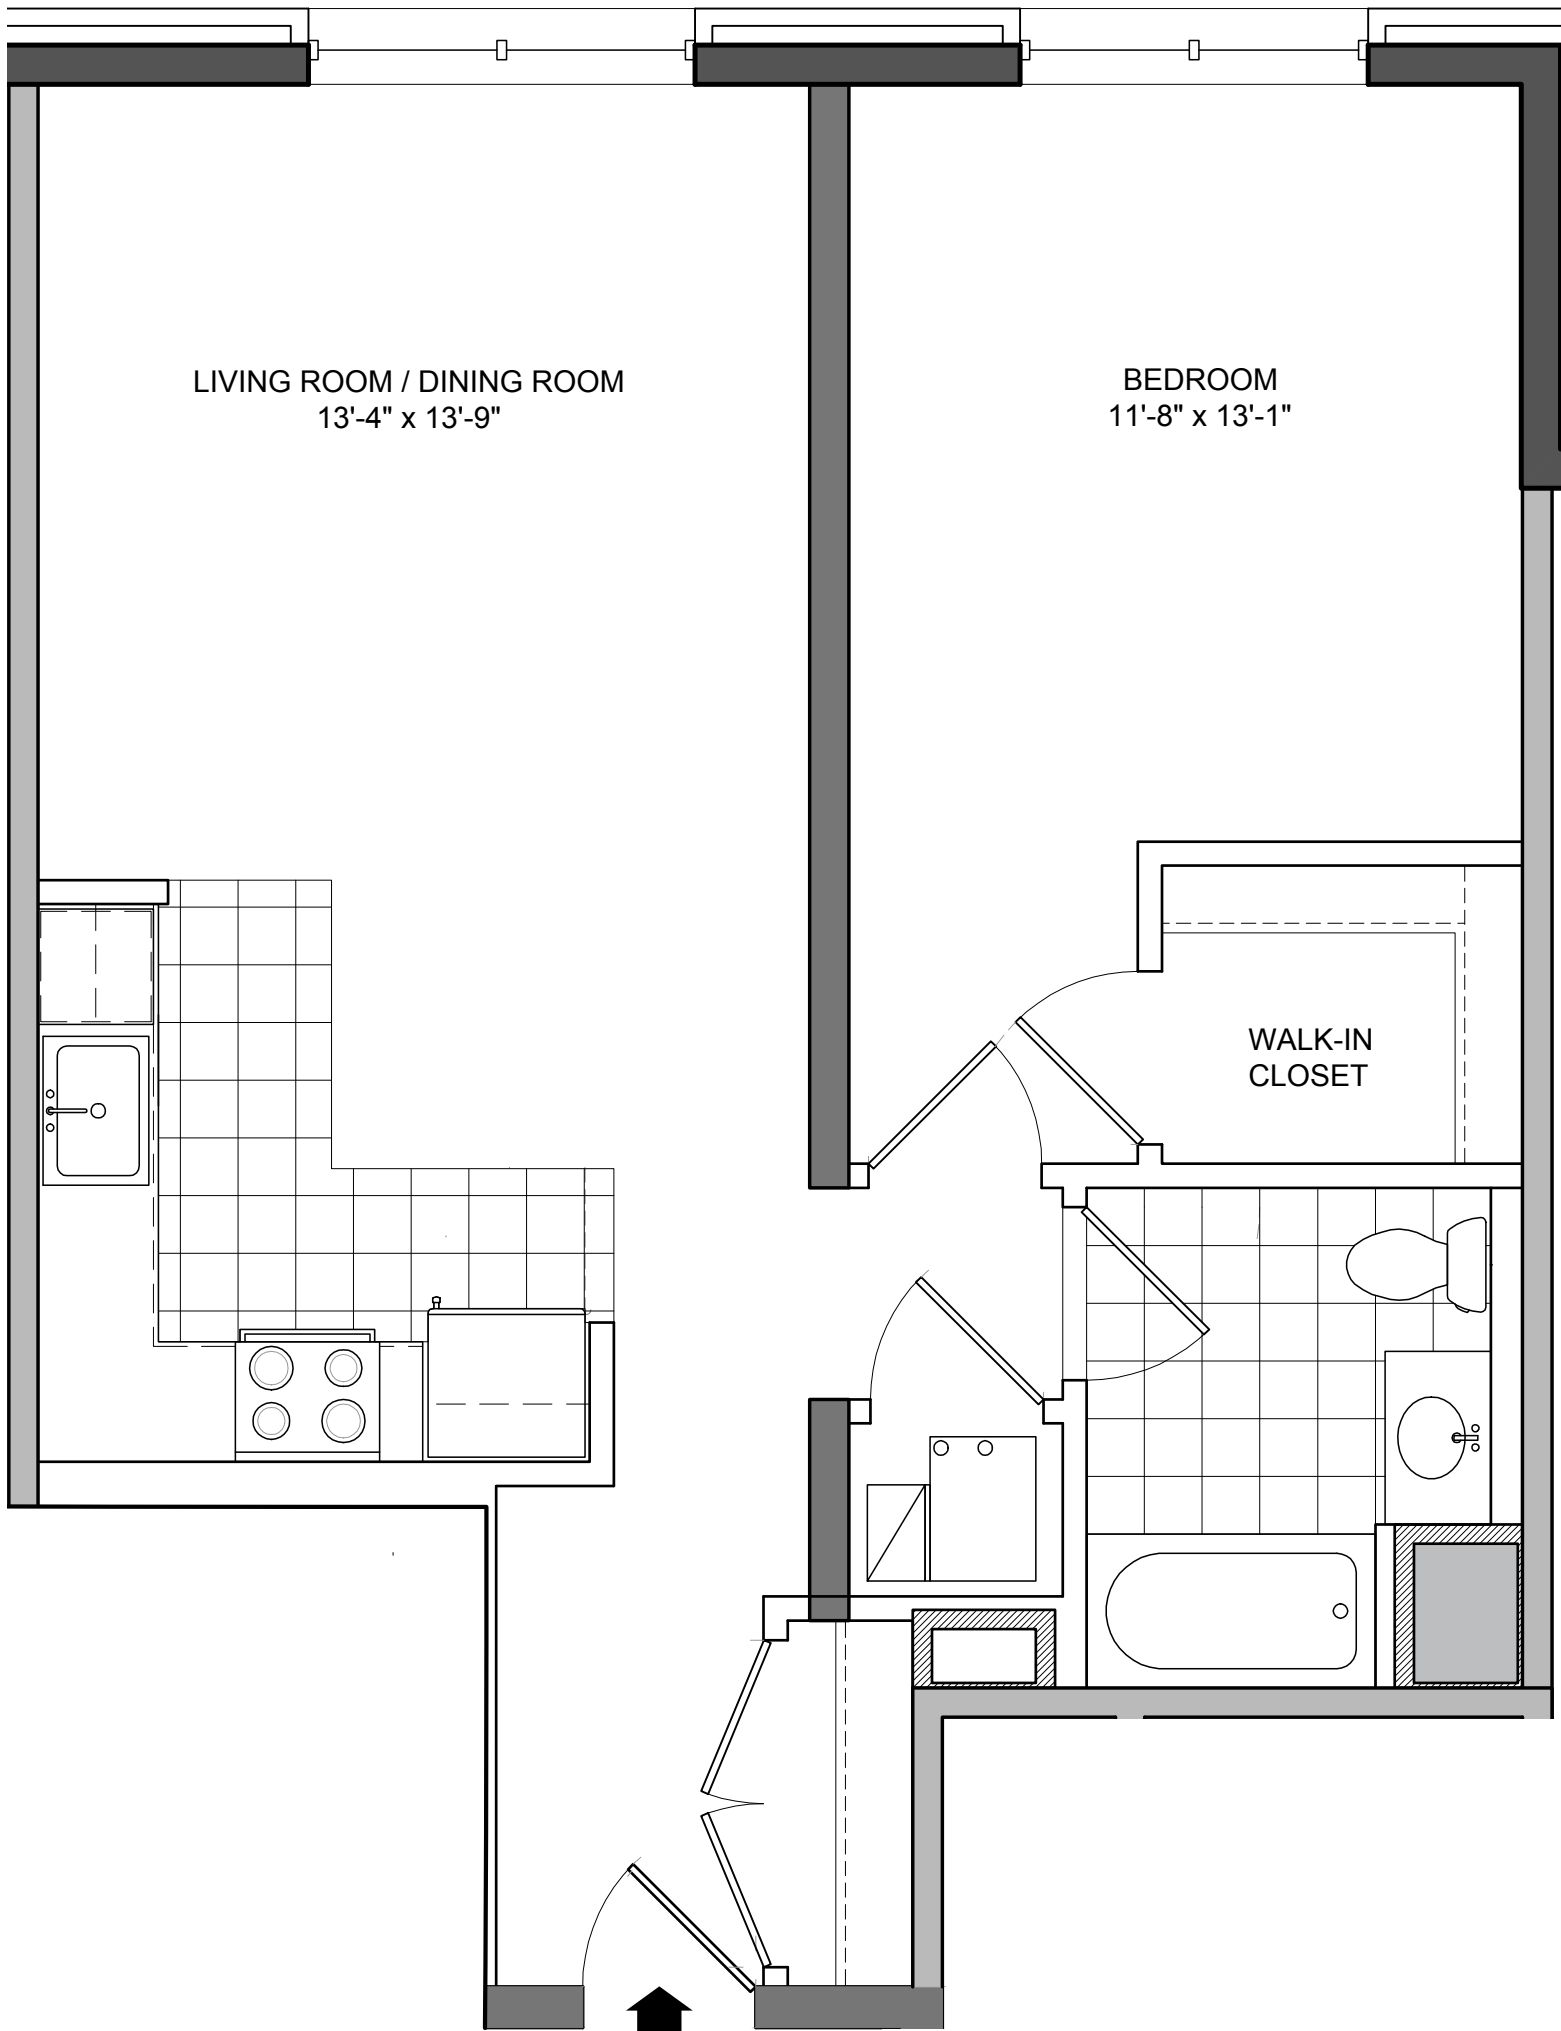 LIVING ROOM / DINING ROOM
13'-4" x 13'-9"
BEDROOM
11'-8" x 13'-1"
WALK-IN
CLOSET